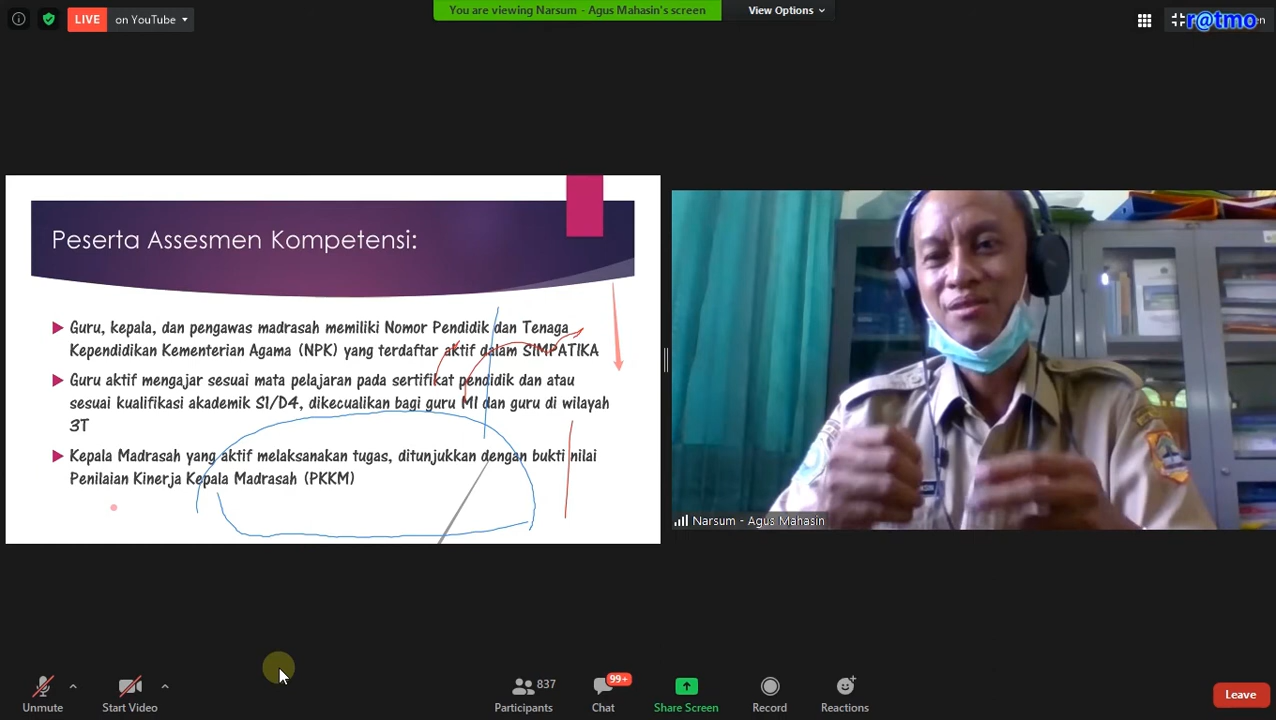 LIVE on YouTube
You are viewing Narsum - Agus Mahasin's screen
View Options
r@tmo
Peserta Assesmen Kompetensi:
Guru, kepala, dan pengawas madrasah memiliki Nomor Pendidik dan Tenaga
Kependidikan Kementerian Agama (NPK) yang terdaftar aktif dalam SIMPATIKA
Guru aktif mengajar sesuai mata pelajaran pada sertifikat pendidik dan atau
sesuai kualifikasi akademik S1/D4, dikecualikan bagi guru MI dan guru di wilayah
3T
Kepala Madrasah yang aktif melaksanakan tugas, ditunjukkan dengan bukti nilai
Penilaian Kinerja Kepala Madrasah (PKKM)
Narsum - Agus Mahasin
837
99+
Unmute
Start Video
Participants
Chat
Share Screen
Record
Reactions
Leave